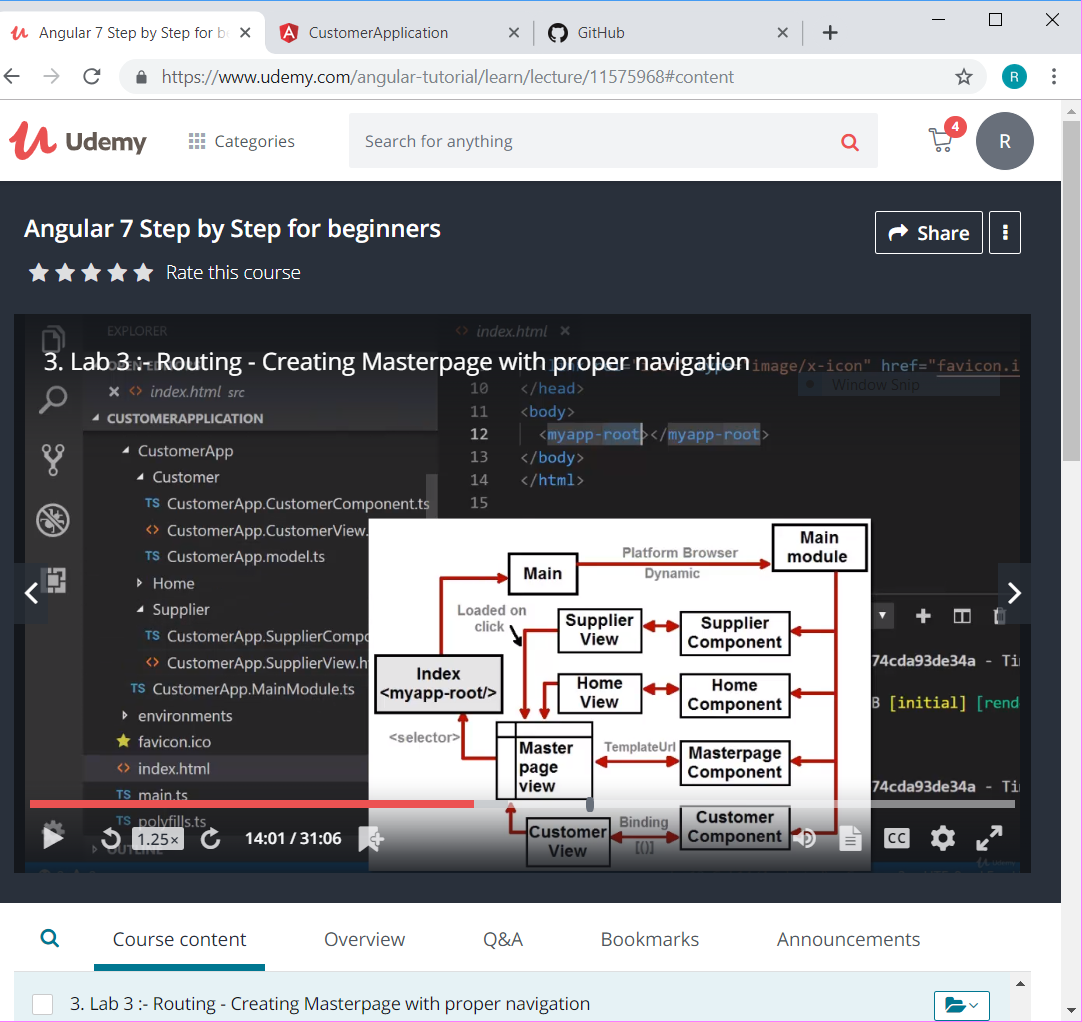 Angular 7 Step by Step for b
CustomerApplication
GitHub
https://www.udemy.com/angular-tutorial/learn/lecture/11575968#content
R
Udemy
Categories
Search for anything
4
R
Angular 7 Step by Step for beginners
Share
Rate this course
EXPLORER
index.html
3. Lab 3 :- Routing - Creating Masterpage with proper navigation
image/x-icon" href="favicon.i
index.html src
Window Snip
10 </head>
CUSTOMERAPPLICATION
11 <body>
12 <myapp-root></myapp-root>
13 </body>
14 </html>
15
CustomerApp
Customer
TS CustomerApp.CustomerComponent.ts
<> CustomerApp.CustomerView.
TS CustomerApp.model.ts
Home
Supplier
TS CustomerApp.SupplierCompo
<> CustomerApp.SupplierView.h
TS CustomerApp.MainModule.ts
environments
favicon.ico
<> index.html
TS main.ts
TS polyfills.ts
OUTLINE
Main
Platform Browser
Dynamic
Main
module
Loaded on
click
Supplier
View
Supplier
Component
Index
<myapp-root/>
Home
View
Home
Component
<selector>
Master
page
view
TemplateUrl
Masterpage
Component
Customer
View
Binding
[()]
Customer
Component
74cda93de34a - Ti
B [initial] [rend
74cda93de34a - Ti
1.25×
14:01 / 31:06
CC
Course content
Overview
Q&A
Bookmarks
Announcements
3. Lab 3 :- Routing - Creating Masterpage with proper navigation